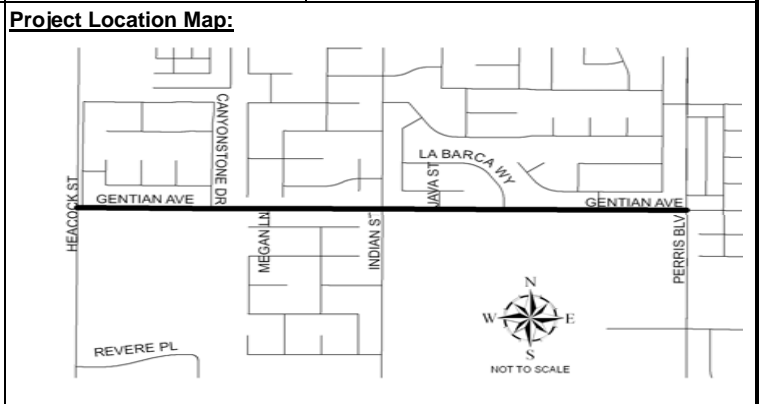 Project Location Map:
CANYONSTONE DR
LA BARCA WY
JAVA ST
HEACOCK ST
GENTIAN AVE
GENTIAN AVE
MEGAN LN
INDIAN ST
PERRIS BLV
N
W E
S
NOT TO SCALE
REVERE PL